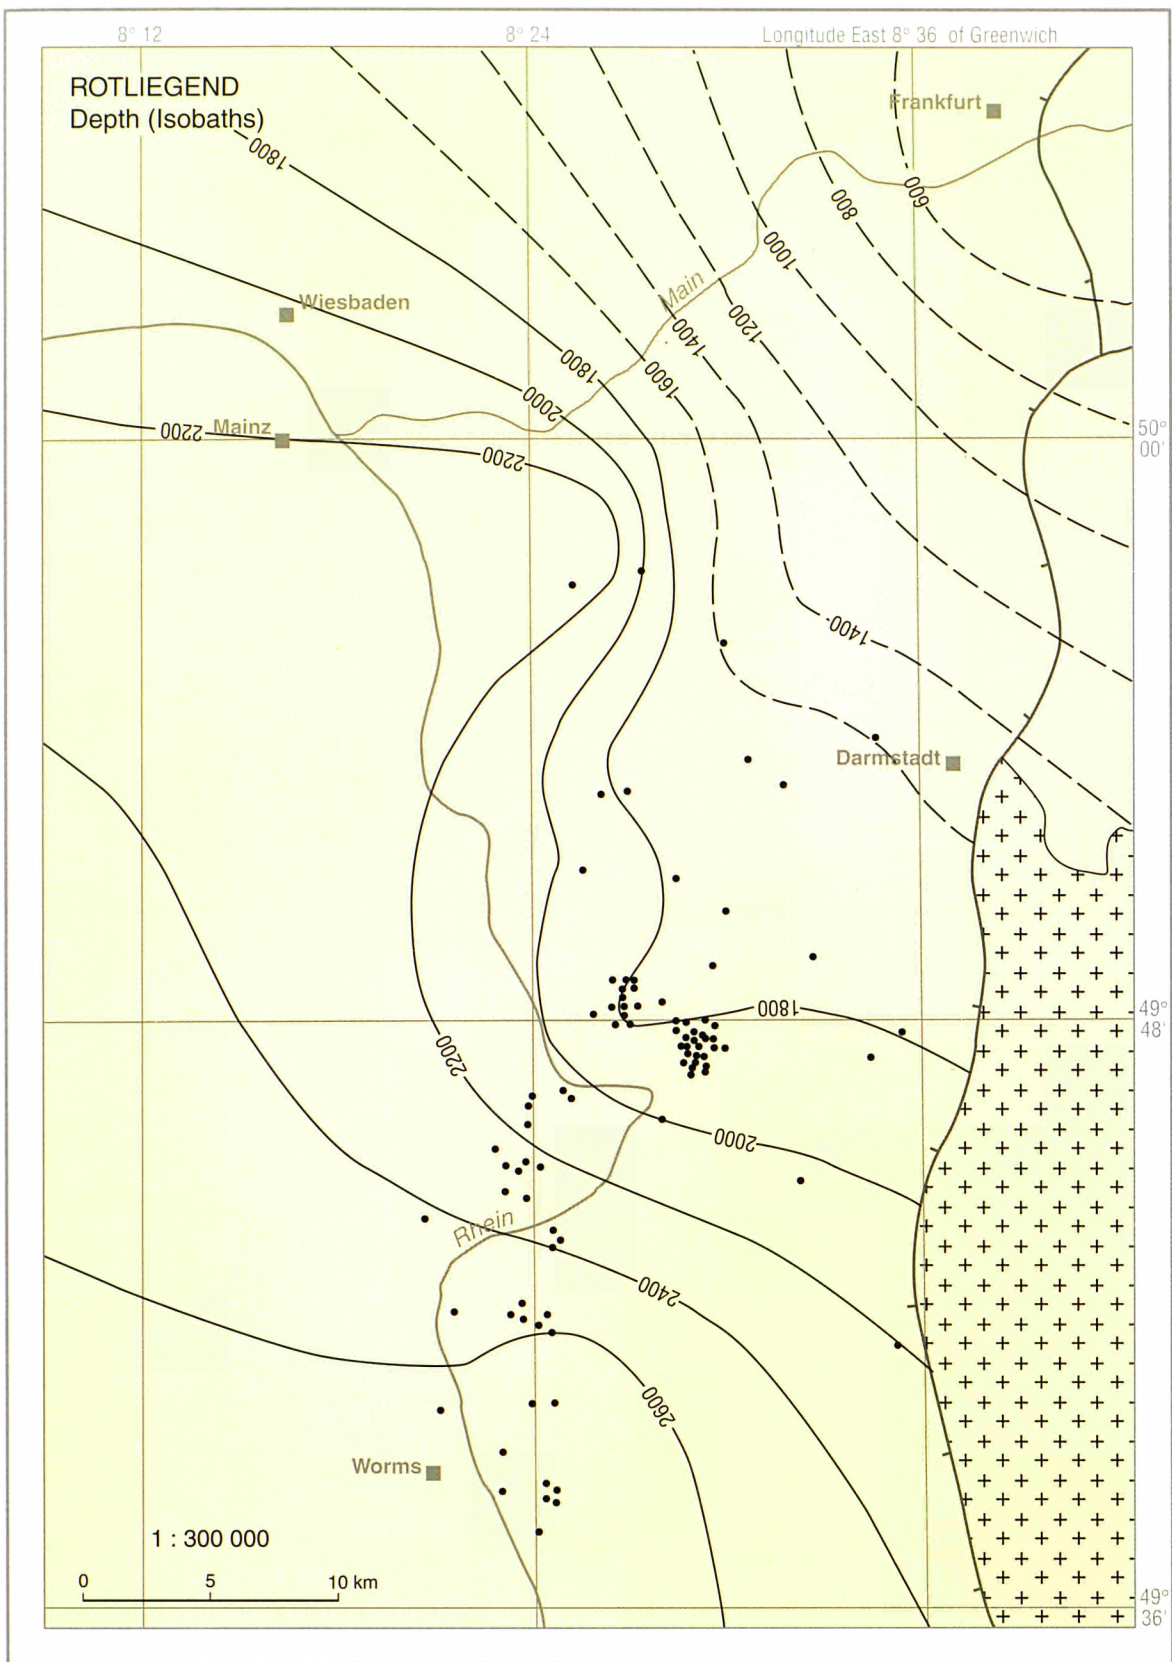 8° 12
8° 24
Longitude East 8° 36 of Greenwich
ROTLIEGEND
Depth (Isobaths)
Frankfurt
1800
600
800
1000
Main
Wiesbaden
1200
1400
1800
1600
2000
Mainz
2200
2200
50°
00'
1400
Darmstadt
1800
49°
48'
2200
2000
Rhein
2400
2600
Worms
1 : 300 000
0 5 10 km
49°
36'